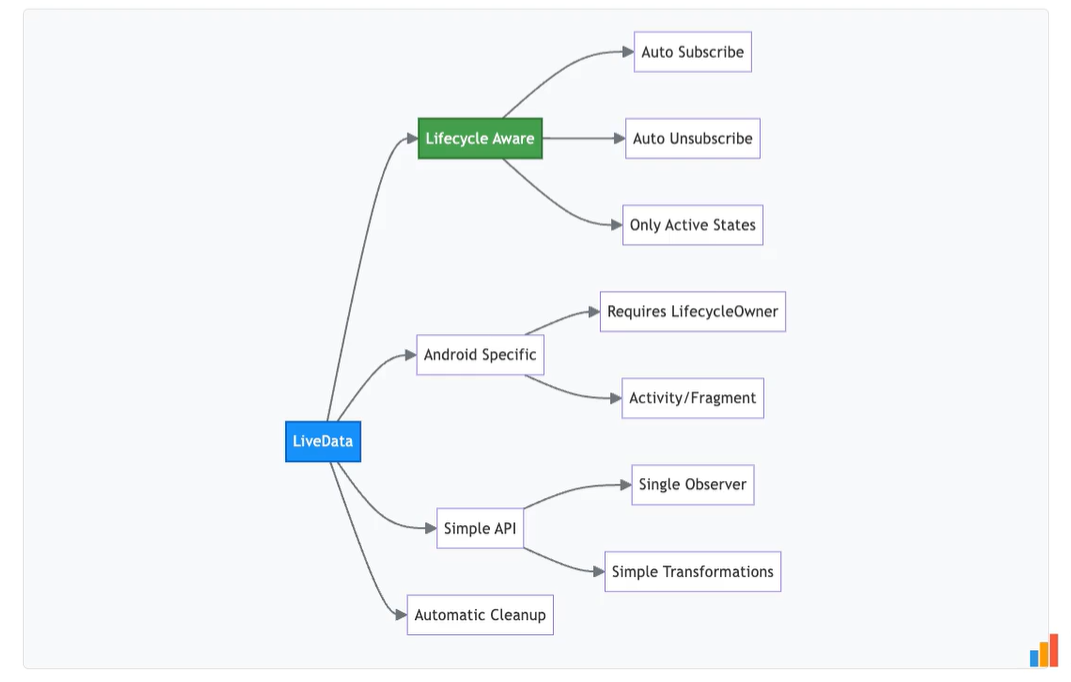 Auto Subscribe
Lifecycle Aware
Auto Unsubscribe
Only Active States
Requires LifecycleOwner
Android Specific
Activity/Fragment
LiveData
Single Observer
Simple API
Simple Transformations
Automatic Cleanup